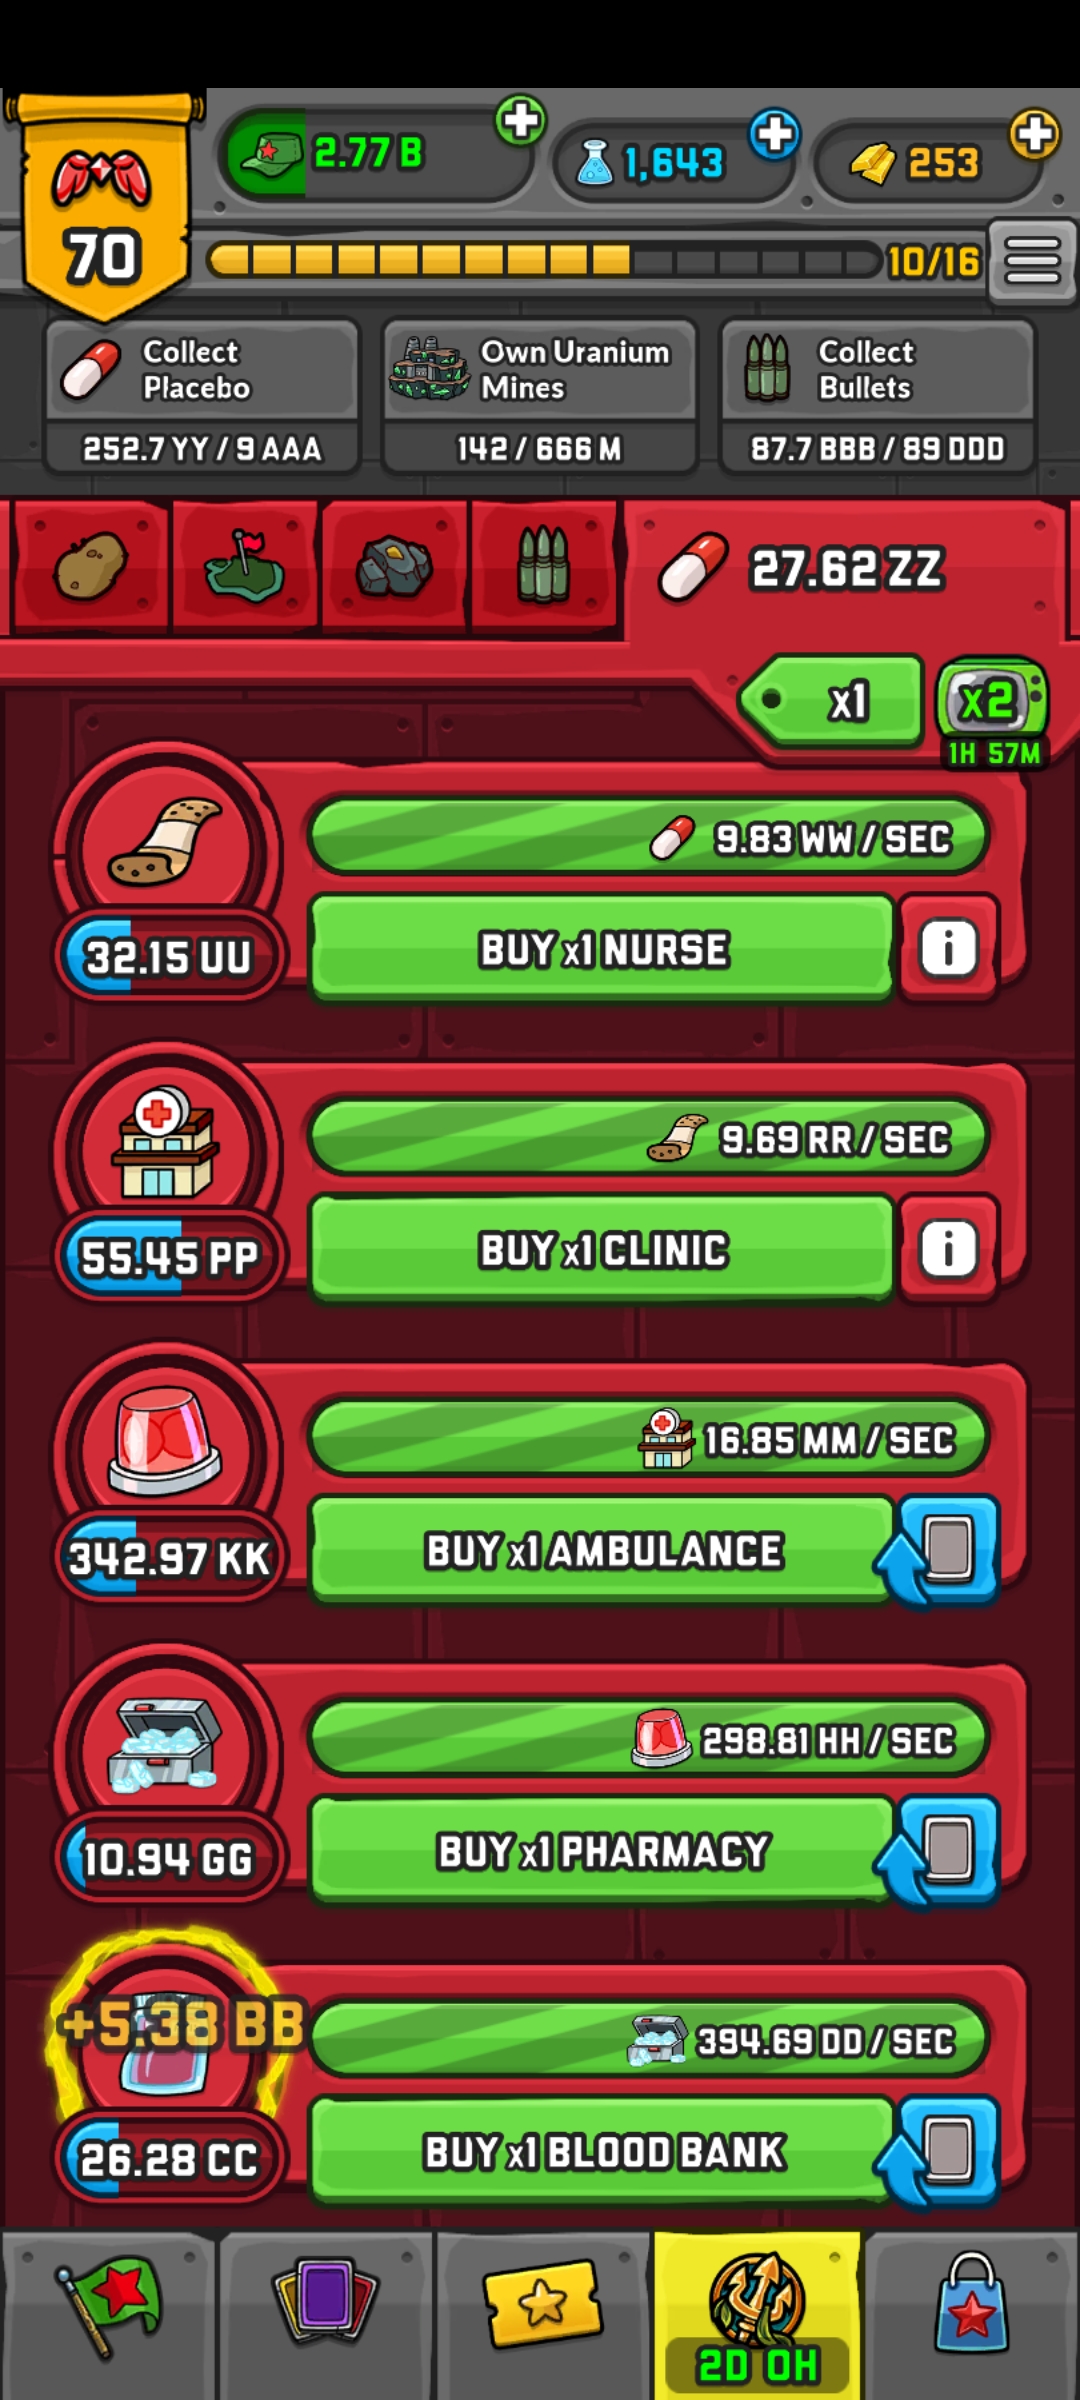 70
2.77 B
1,643
253
10/16
Collect
Placebo
252.7 YY / 9 AAA
Own Uranium
Mines
142 / 666 M
Collect
Bullets
87.7 BBB / 89 DDD
27.62 ZZ
x1
x2
1H 57M
9.83 WW / SEC
32.15 UU
BUY x1 NURSE
i
9.69 RR / SEC
55.45 PP
BUY x1 CLINIC
i
16.85 MM / SEC
342.97 KK
BUY x1 AMBULANCE
298.81 HH / SEC
10.94 GG
BUY x1 PHARMACY
+5.38 BB
394.69 DD / SEC
26.28 CC
BUY x1 BLOOD BANK
2D 0H